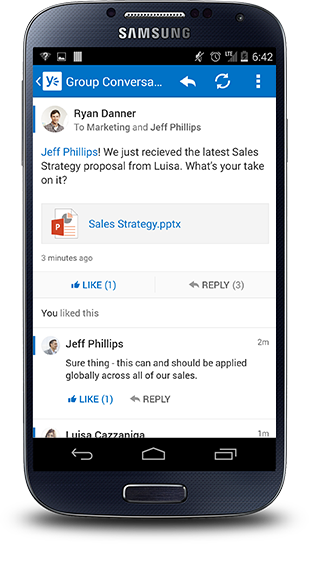 SAMSUNG
LTE 6:42
y
Group Conversa...
Ryan Danner
To Marketing and Jeff Phillips
Jeff Phillips! We just recieved the latest Sales
Strategy proposal from Luisa. What's your take
on it?
P
Sales Strategy.pptx
3 minutes ago
LIKE (1) REPLY (3)
You liked this
Jeff Phillips 2m
Sure thing - this can and should be applied
globally across all of our sales.
LIKE (1) REPLY
Luisa Cazzaniga 1m